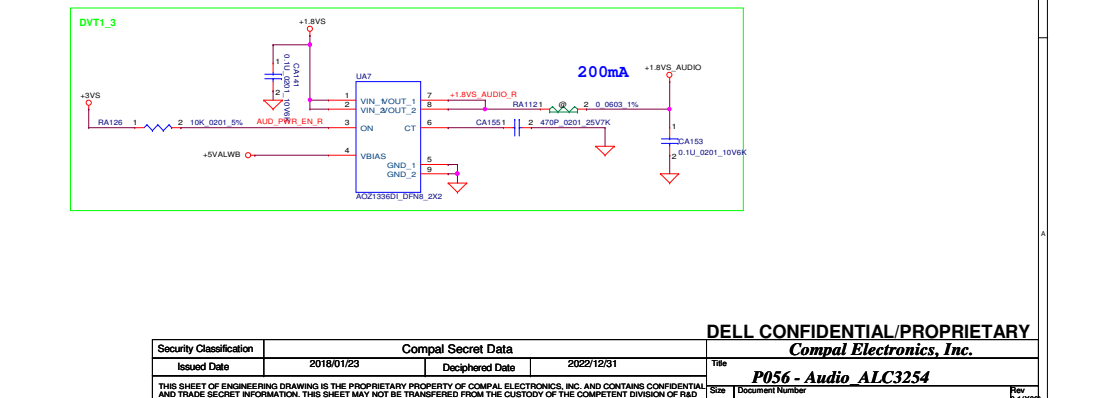 DVT1_3
+1.8VS
1
2
CA141
0.1U_0201_10V6K
UA7
200mA
+1.8VS_AUDIO
+3VS
1 VIN_1 VOUT_1 7 +1.8VS_AUDIO_R
2 VIN_2 VOUT_2 8 RA112 1 @ 2 0_0603_1%
RA126 1 2 10K_0201_5% AUD_PWR_EN_R 3 ON CT 6 CA155 1 2 470P_0201_25V7K
1
CA153
2 0.1U_0201_10V6K
+5VALWB 4 VBIAS
GND_1 5
GND_2 9
AOZ1336DI_DFN8_2X2
A
DELL CONFIDENTIAL/PROPRIETARY
Security Classification Compal Secret Data Compal Electronics, Inc.
Issued Date 2018/01/23 Deciphered Date 2022/12/31 Title
P056 - Audio_ALC3254
THIS SHEET OF ENGINEERING DRAWING IS THE PROPRIETARY PROPERTY OF COMPAL ELECTRONICS, INC. AND CONTAINS CONFIDENTIAL
AND TRADE SECRET INFORMATION. THIS SHEET MAY NOT BE TRANSFERED FROM THE CUSTODY OF THE COMPETENT DIVISION OF R&D
Size Document Number Rev